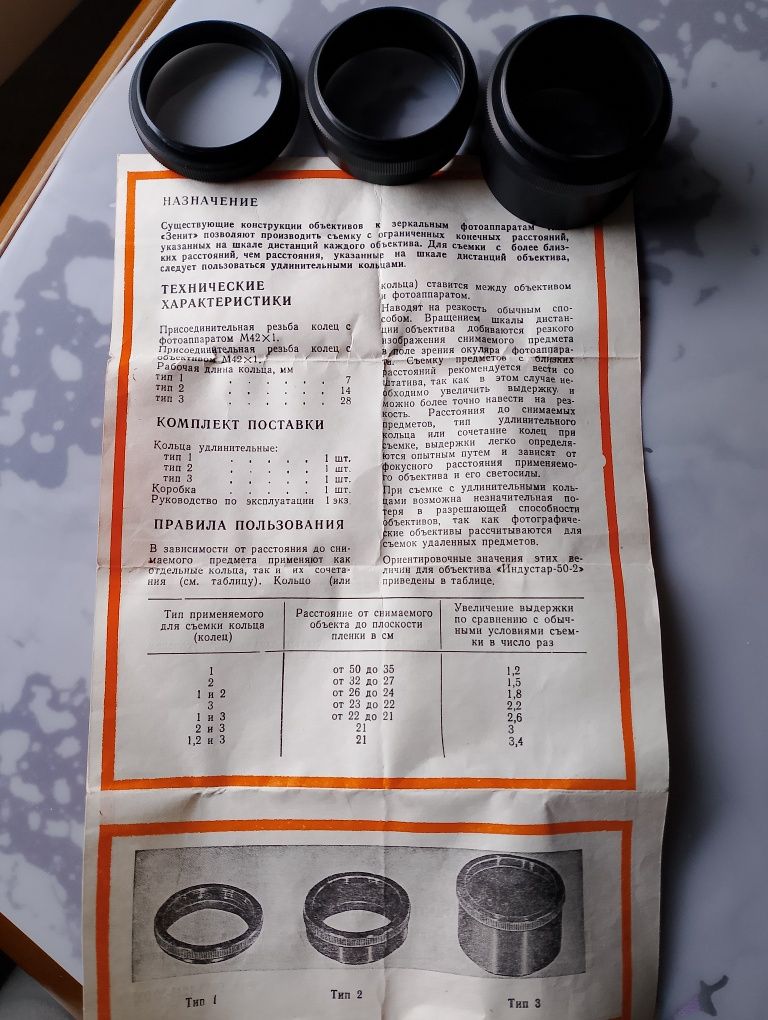 НАЗНАЧЕНИЕ
Существующие конструкции объективов к зеркальным фотоаппаратам
«Зенит» позволяют производить съемку с ограниченных конечных расстояний,
указанных на шкале дистанций каждого объектива. Для съемки с более близ-
ких расстояний, чем расстояния, указанные на шкале дистанций объектива,
следует пользоваться удлинительными кольцами.
ТЕХНИЧЕСКИЕ
ХАРАКТЕРИСТИКИ
Присоединительная резьба колец с
фотоаппаратом М42×1.
Присоединительная резьба колец с
объективом М42×1.
Рабочая длина кольца, мм
тип 1 . . . . . . 7
тип 2 . . . . . . 14
тип 3 . . . . . . 28
КОМПЛЕКТ ПОСТАВКИ
Кольца удлинительные:
тип 1 . . . . . 1 шт.
тип 2 . . . . . 1 шт.
тип 3 . . . . . 1 шт.
Коробка . . . . . 1 шт.
Руководство по эксплуатации 1 экз.
ПРАВИЛА ПОЛЬЗОВАНИЯ
В зависимости от расстояния до сни-
маемого предмета применяют как
отдельные кольца, так и их сочета-
ния (см. таблицу). Кольцо (или
кольца) ставится между объективом
и фотоаппаратом.
Наводят на резкость обычным спо-
собом. Вращением шкалы дистан-
ции объектива добиваются резкого
изображения снимаемого предмета
в поле зрения окуляра фотоаппара-
та. Съемку предметов с близких
расстояний рекомендуется вести со
штатива, так как в этом случае не-
обходимо увеличить выдержку и
можно более точно навести на рез-
кость. Расстояния до снимаемых
предметов, тип удлинительного
кольца или сочетание колец при
съемке, выдержки легко определя-
ются опытным путем и зависят от
фокусного расстояния применяемо-
го объектива и его светосилы.
При съемке с удлинительными коль-
цами возможна незначительная по-
теря в разрешающей способности
объективов, так как фотографиче-
ские объективы рассчитываются для
съемок удаленных предметов.
Ориентировочные значения этих ве-
личин для объектива «Индустар-50-2»
приведены в таблице.
Тип применяемого для съемки кольца (колец) Расстояние от снимаемого объекта до плоскости пленки в см Увеличение выдержки по сравнению с обыч-ными условиями съем-ки в число раз
1 от 50 до 35 1,2
2 от 32 до 27 1,5
1 и 2 от 26 до 24 1,8
3 от 23 до 22 2,2
1 и 3 от 22 до 21 2,6
2 и 3 21 3
1,2 и 3 21 3,4
Тип 1 Тип 2 Тип 3